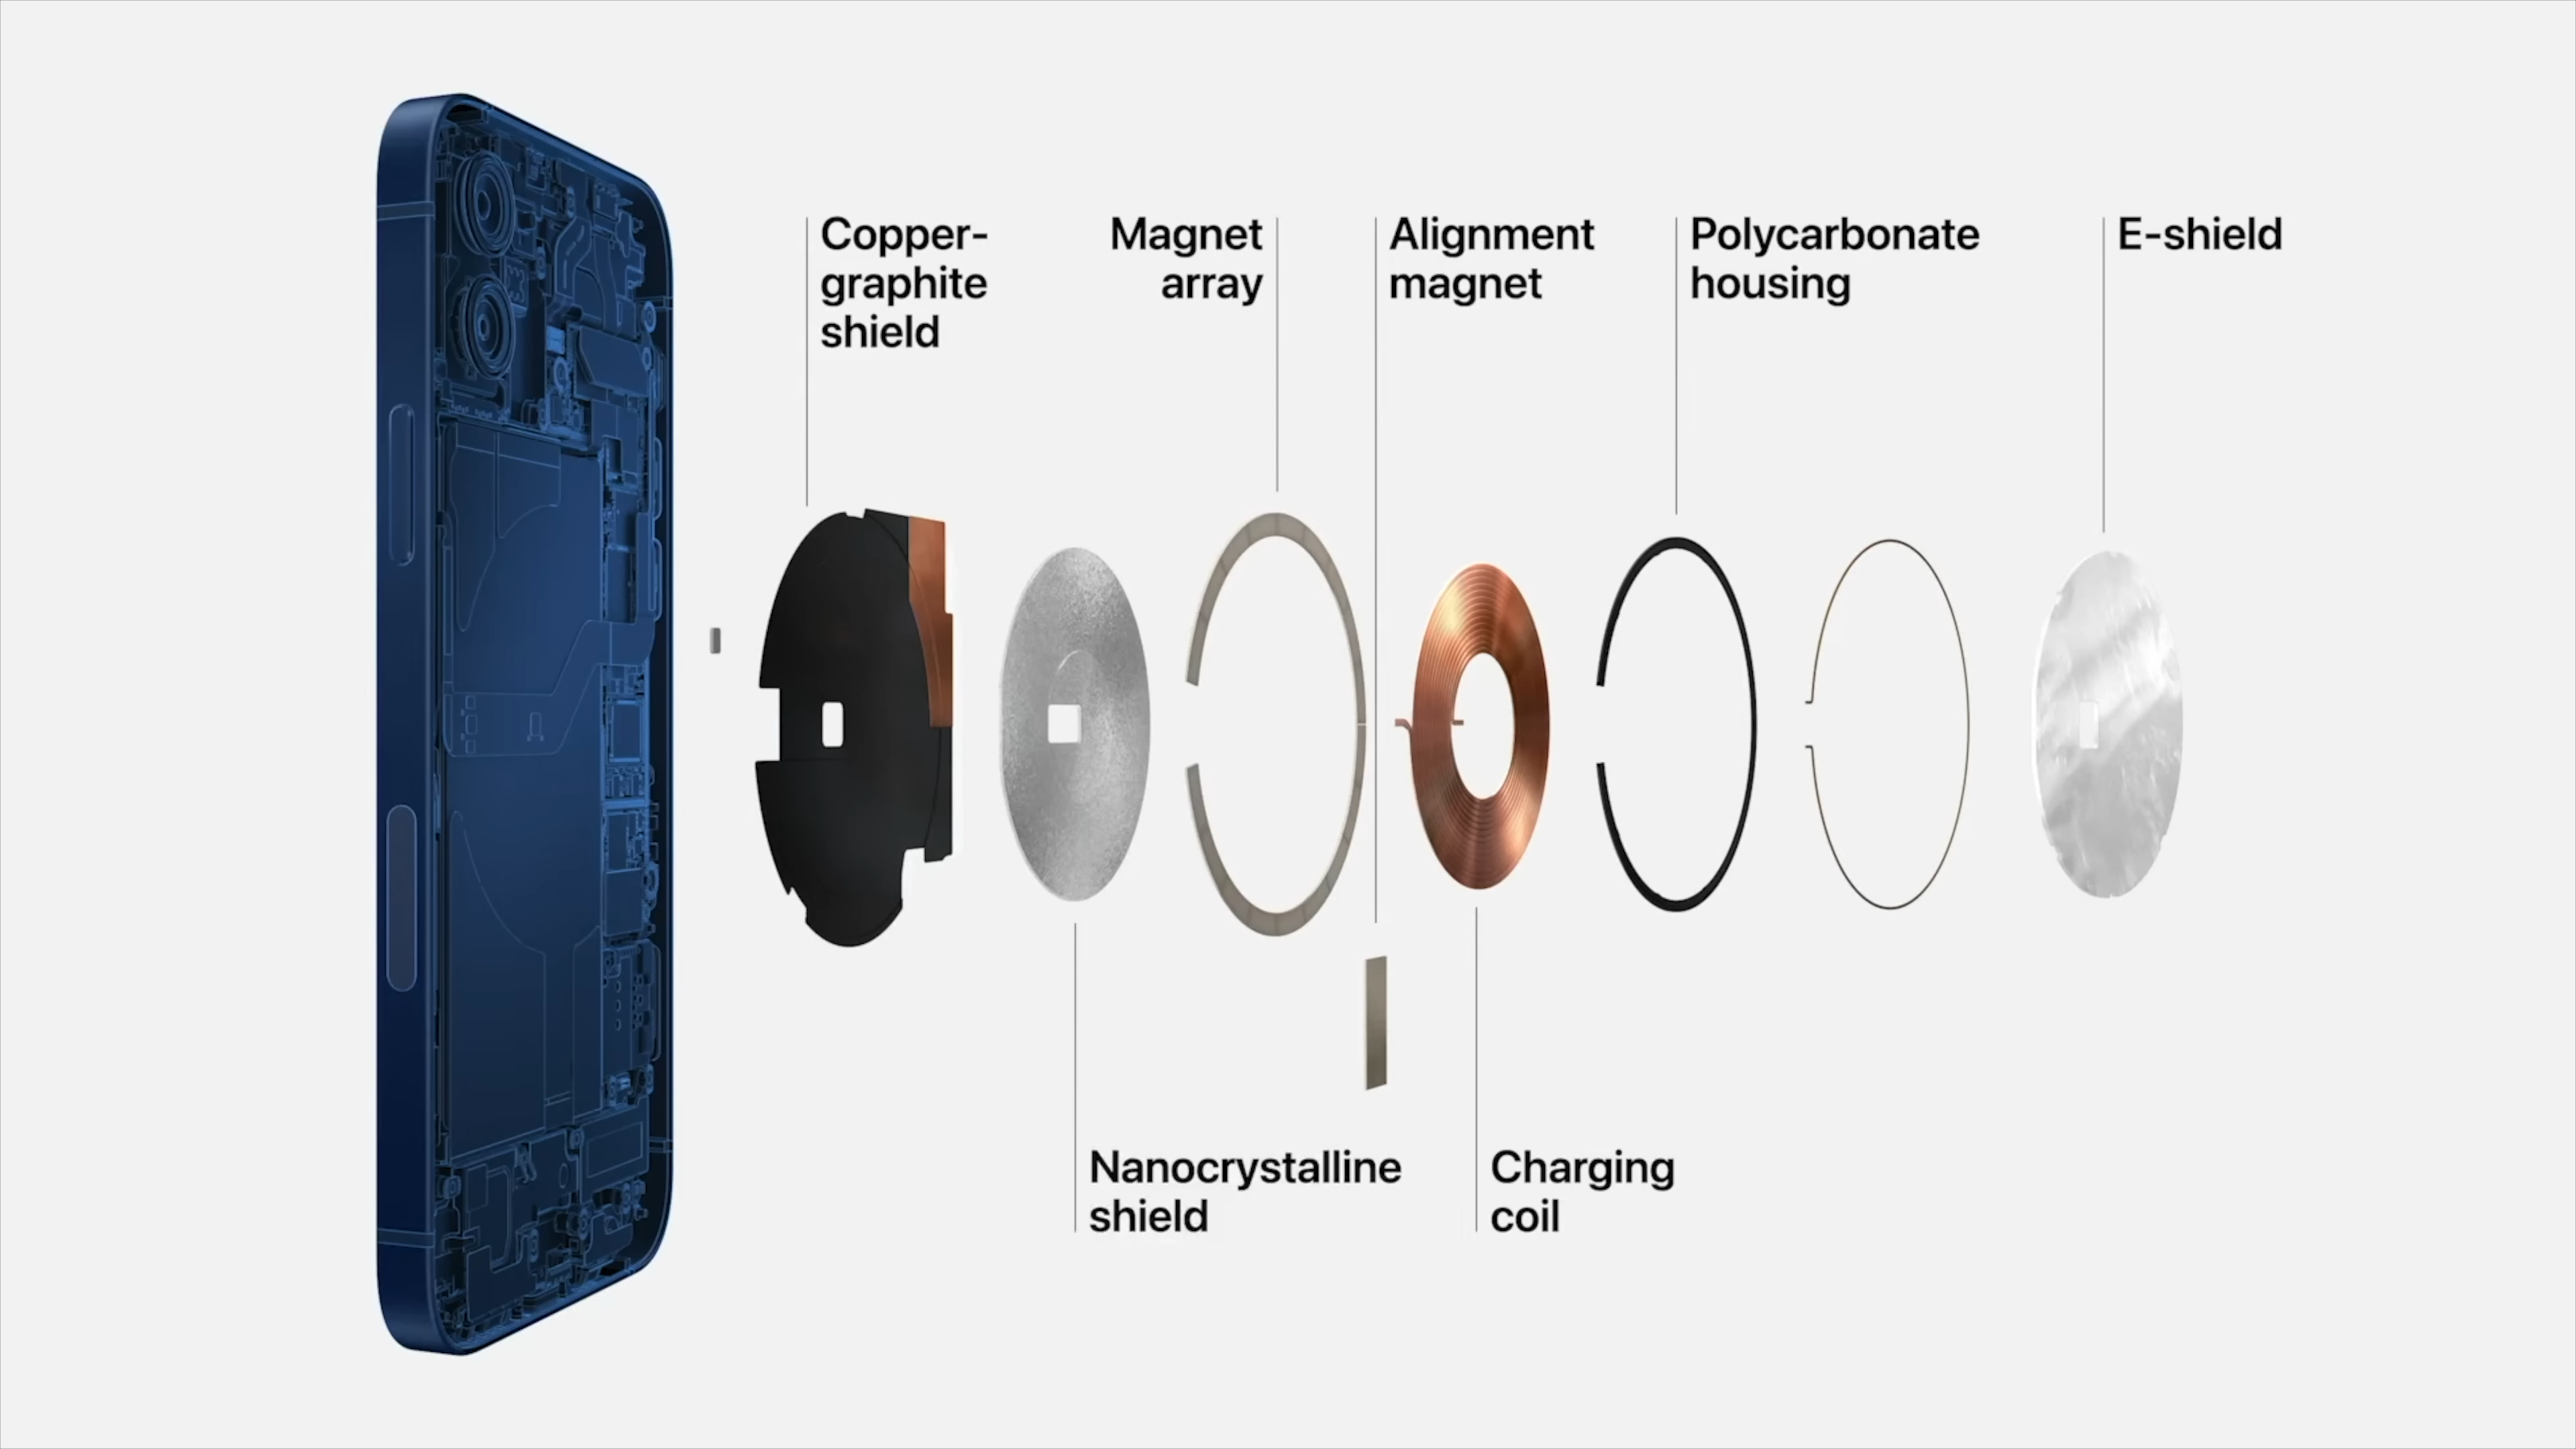 Copper-
graphite
shield
Magnet
array
Alignment
magnet
Polycarbonate
housing
E-shield
Nanocrystalline
shield
Charging
coil